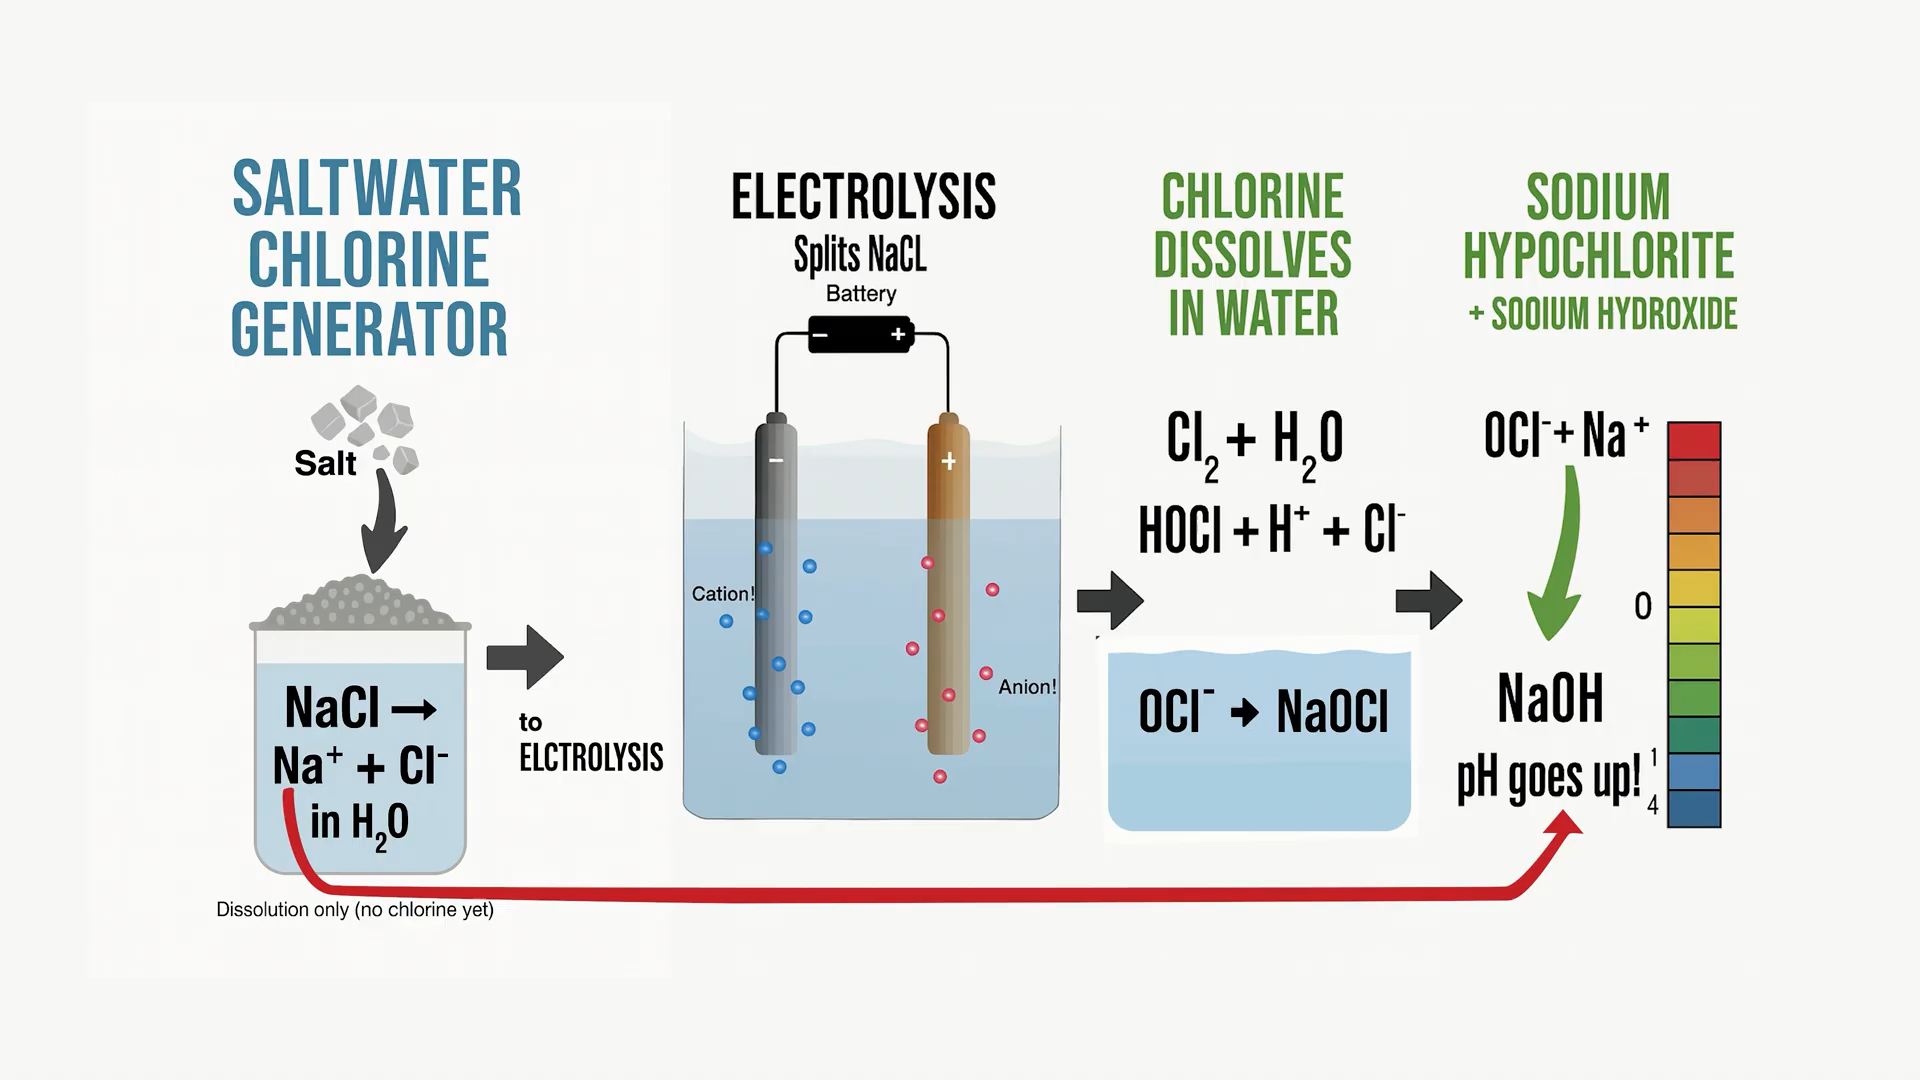 SALTWATER
CHLORINE
GENERATOR
Salt
NaCl →
Na⁺ + Cl⁻
in H₂O
Dissolution only (no chlorine yet)
to
ELCTROLYSIS
ELECTROLYSIS
Splits NaCL
Battery
− +
−
+
Cation!
Anion!
CHLORINE
DISSOLVES
IN WATER
Cl₂ + H₂O
HOCl + H⁺ + Cl⁻
OCl⁻ → NaOCl
SODIUM
HYPOCHLORITE
+ SOOIUM HYDROXIDE
OCl⁻ + Na⁺
0
NaOH
pH goes up!
1
4